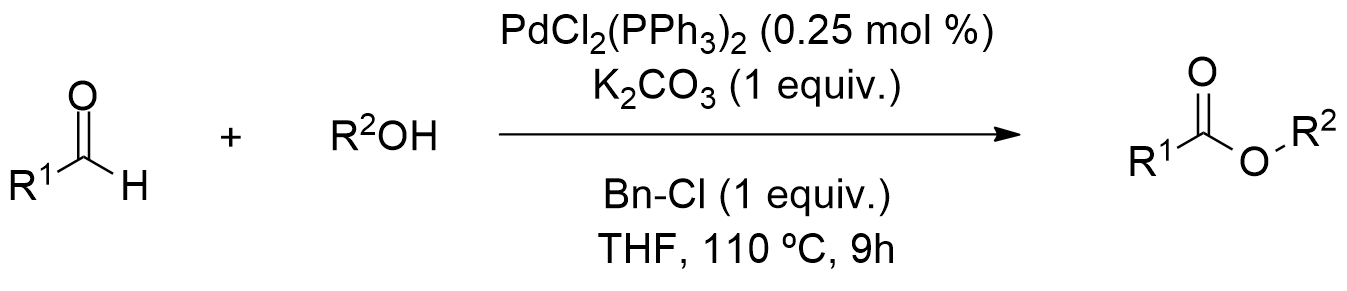 PdCl₂(PPh₃)₂ (0.25 mol %)
K₂CO₃ (1 equiv.)
O
R¹
H
+
R²OH
O
R¹
O
R²
Bn-Cl (1 equiv.)
THF, 110 ºC, 9h